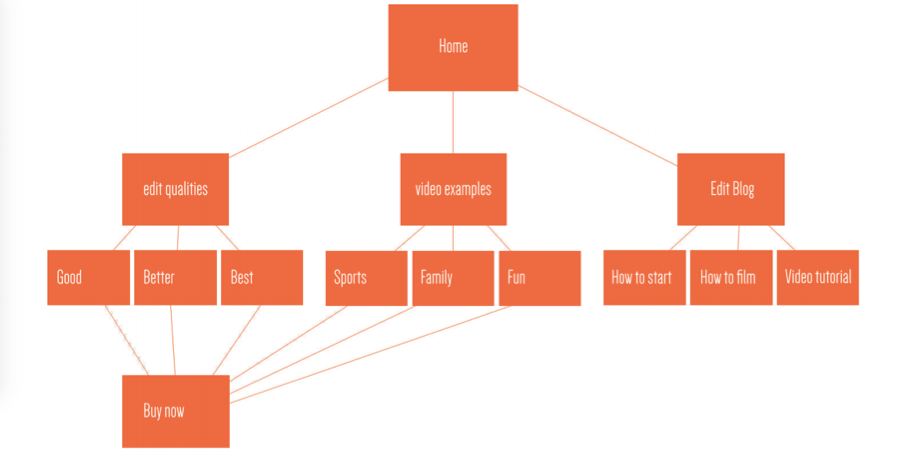 Home
edit qualities
video examples
Edit Blog
Good
Better
Best
Sports
Family
Fun
How to start
How to film
Video tutorial
Buy now